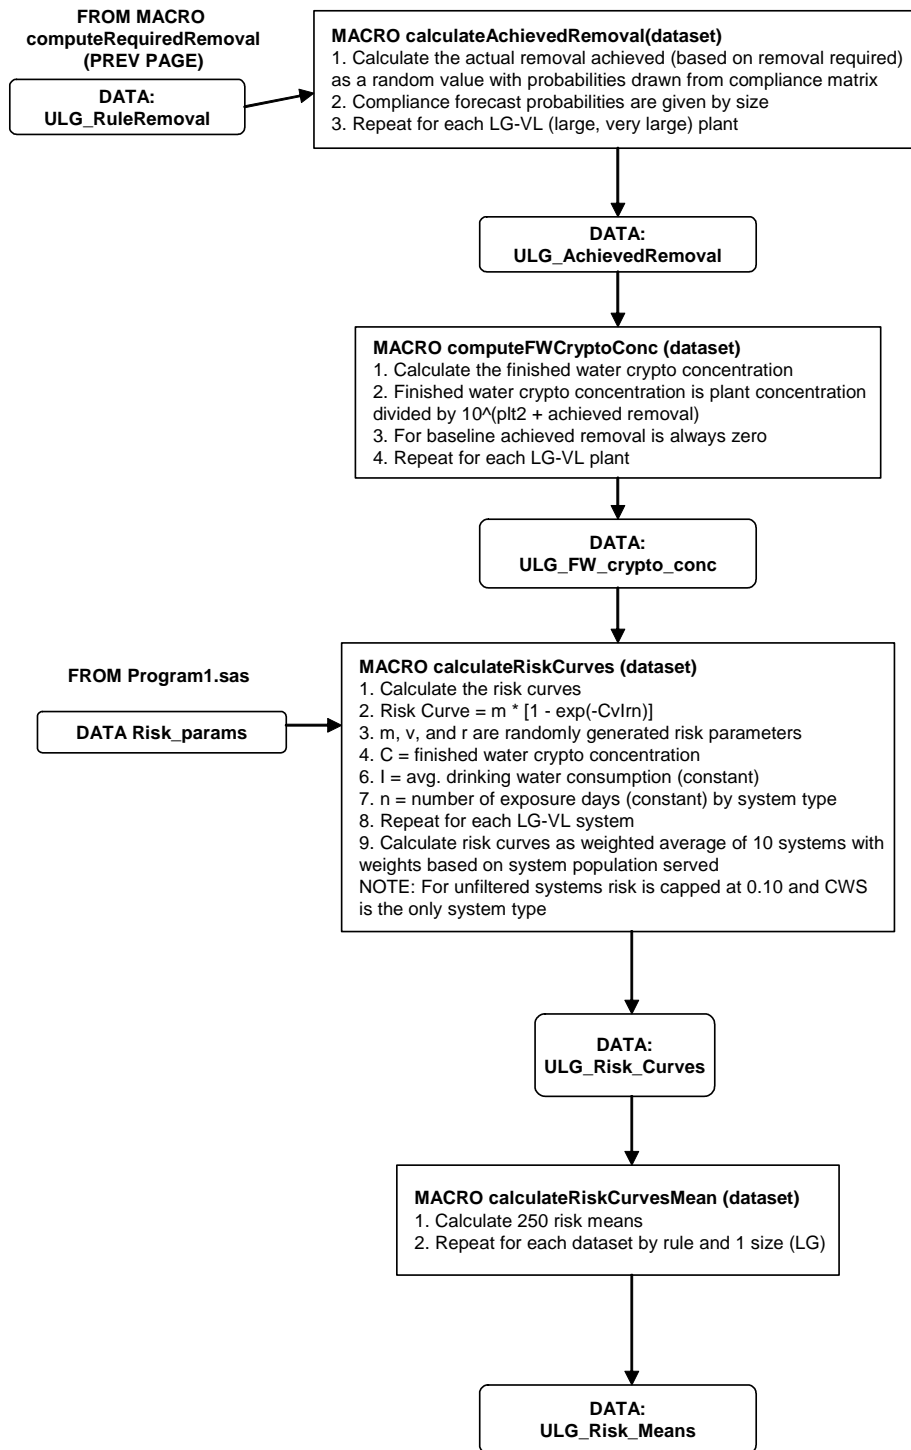 FROM MACRO
computeRequiredRemoval
(PREV PAGE)
DATA:
ULG_RuleRemoval
MACRO calculateAchievedRemoval(dataset)
1. Calculate the actual removal achieved (based on removal required)
as a random value with probabilities drawn from compliance matrix
2. Compliance forecast probabilities are given by size
3. Repeat for each LG-VL (large, very large) plant
DATA:
ULG_AchievedRemoval
MACRO computeFWCryptoConc (dataset)
1. Calculate the finished water crypto concentration
2. Finished water crypto concentration is plant concentration
divided by 10^(plt2 + achieved removal)
3. For baseline achieved removal is always zero
4. Repeat for each LG-VL plant
DATA:
ULG_FW_crypto_conc
FROM Program1.sas
DATA Risk_params
MACRO calculateRiskCurves (dataset)
1. Calculate the risk curves
2. Risk Curve = m * [1 - exp(-CvIrn)]
3. m, v, and r are randomly generated risk parameters
4. C = finished water crypto concentration
6. I = avg. drinking water consumption (constant)
7. n = number of exposure days (constant) by system type
8. Repeat for each LG-VL system
9. Calculate risk curves as weighted average of 10 systems with
weights based on system population served
NOTE: For unfiltered systems risk is capped at 0.10 and CWS
is the only system type
DATA:
ULG_Risk_Curves
MACRO calculateRiskCurvesMean (dataset)
1. Calculate 250 risk means
2. Repeat for each dataset by rule and 1 size (LG)
DATA:
ULG_Risk_Means